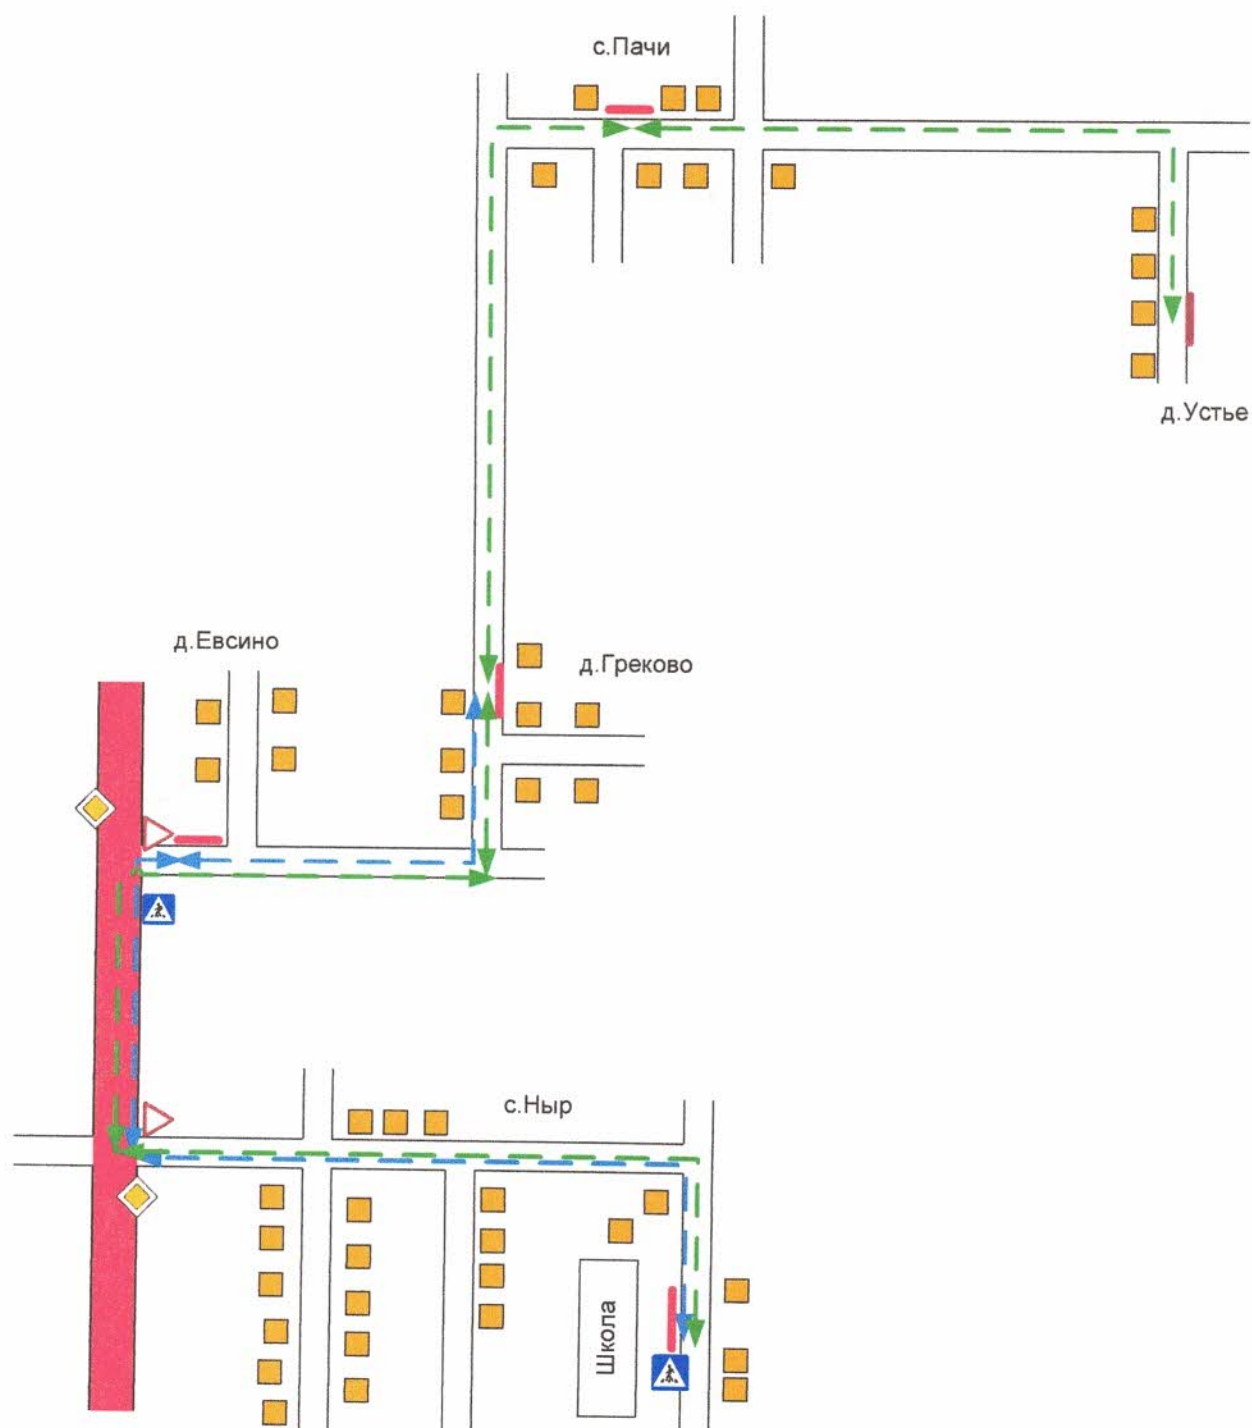 с.Пачи
д.Устье
д.Евсино
д.Греково
с.Ныр
Школа